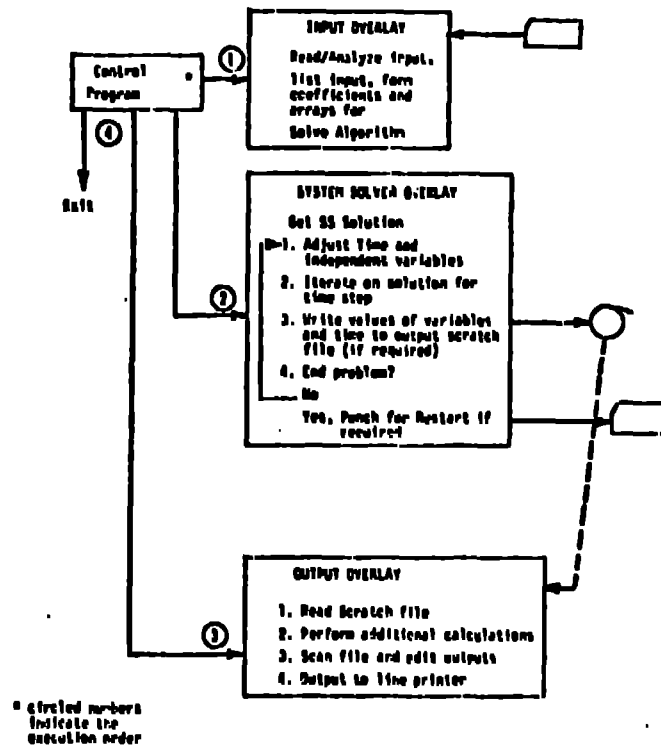 INPUT OVERLAY
Read/Analyze input,
list input, form
coefficients and
arrays for
Solve Algorithm
Control *
Program
①
④
Exit
SYSTEM SOLVER OVERLAY
Get SS Solution
1. Adjust Time and
independent variables
2. Iterate on solution for
time step
3. Write values of variables
and time to output scratch
file (if required)
4. End problem?
No
Yes, Punch for Restart if
required
②
OUTPUT OVERLAY
1. Read Scratch file
2. Perform additional calculations
3. Scan file and edit outputs
4. Output to line printer
③
* circled numbers
indicate the
execution order